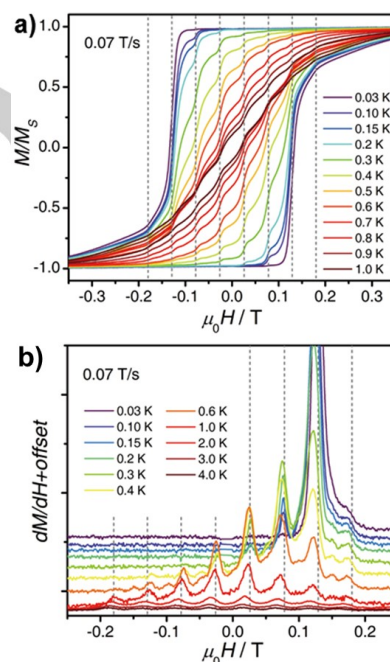 a)
0.07 T/s
1.0
0.5
0.0
-0.5
-1.0
M/Ms
0.03 K
0.10 K
0.15 K
0.2 K
0.3 K
0.4 K
0.5 K
0.6 K
0.7 K
0.8 K
0.9 K
1.0 K
-0.3 -0.2 -0.1 0.0 0.1 0.2 0.3
μ0H / T
b)
0.07 T/s
dM/dH+offset
0.03 K 0.6 K
0.10 K 1.0 K
0.15 K 2.0 K
0.2 K 3.0 K
0.3 K 4.0 K
0.4 K
-0.2 -0.1 0.0 0.1 0.2
μ0H / T